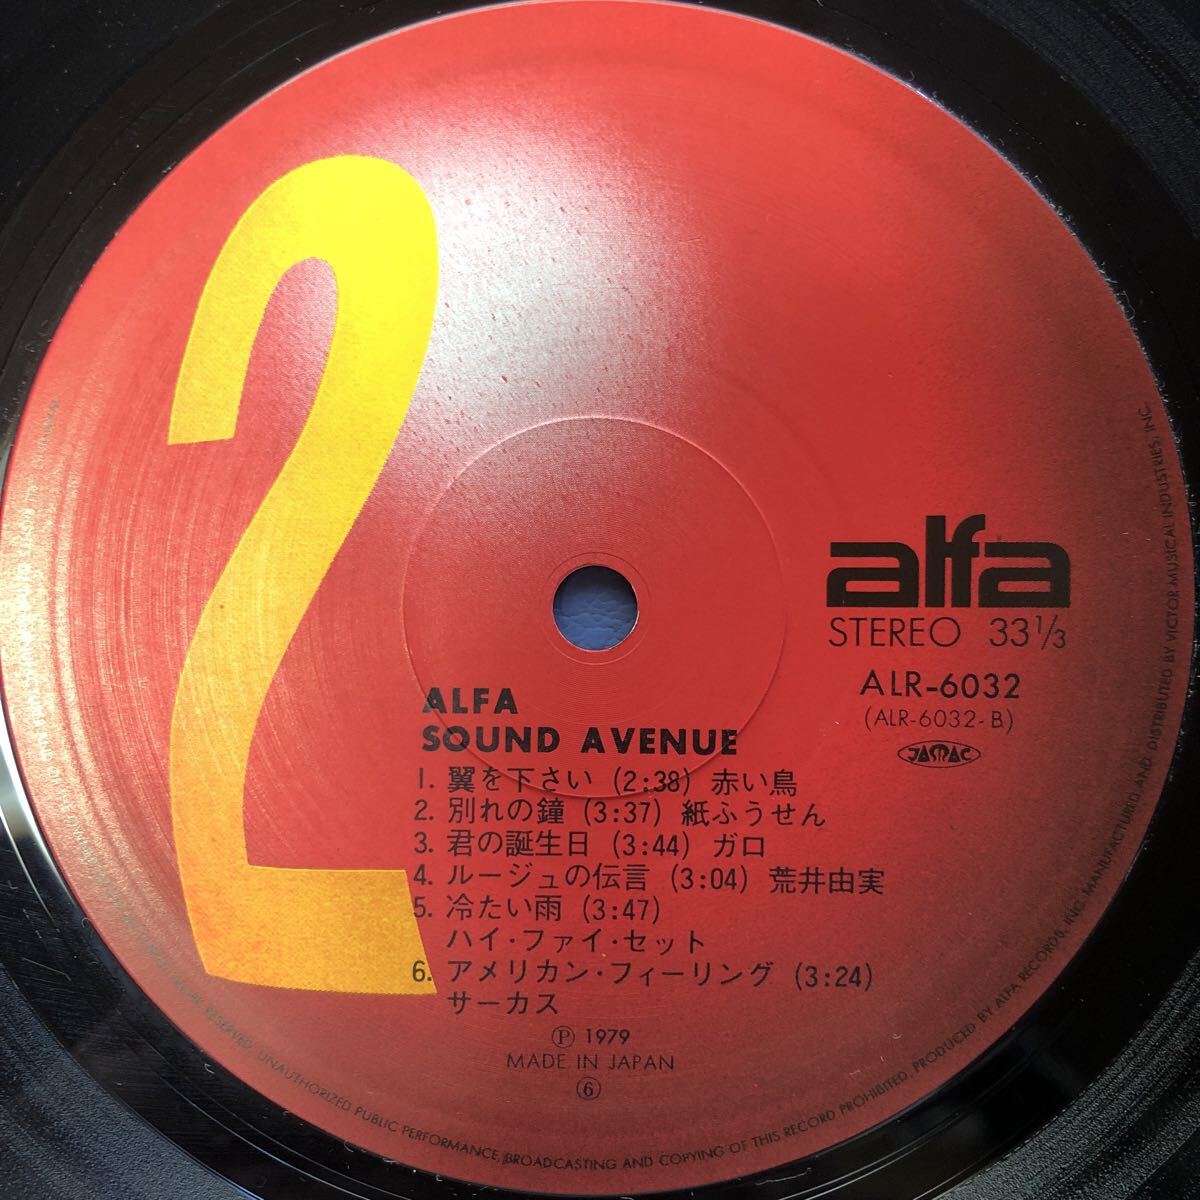 2
alfa
STEREO 33 1/3
ALR-6032
(ALR-6032-B)
JASRAC
ALFA
SOUND AVENUE
1. 翼を下さい (2:38) 赤い鳥
2. 別れの鐘 (3:37) 紙ふうせん
3. 君の誕生日 (3:44) ガロ
4. ルージュの伝言 (3:04) 荒井由実
5. 冷たい雨 (3:47)
ハイ・ファイ・セット
6. アメリカン・フィーリング (3:24)
サーカス
Ⓟ 1979
MADE IN JAPAN
⑥
RESERVED. UNAUTHORIZED PUBLIC PERFORMANCE, BROADCASTING AND COPYING OF THIS RECORD PROHIBITED. PRODUCED BY ALFA RECORDS, INC. MANUFACTURED AND DISTRIBUTED BY VICTOR MUSICAL INDUSTRIES, INC.